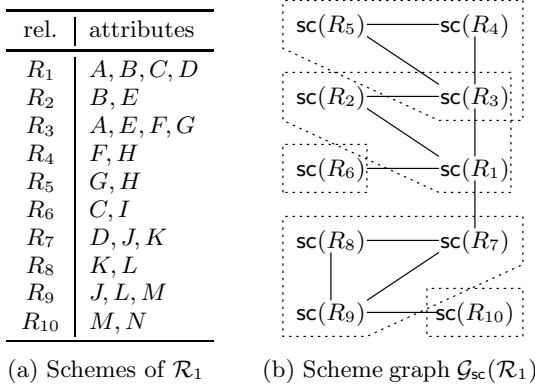 rel. attributes
R1 A, B, C, D
R2 B, E
R3 A, E, F, G
R4 F, H
R5 G, H
R6 C, I
R7 D, J, K
R8 K, L
R9 J, L, M
R10 M, N
(a) Schemes of ℛ1
sc(R5) sc(R4)
sc(R2) sc(R3)
sc(R6) sc(R1)
sc(R8) sc(R7)
sc(R9) sc(R10)
(b) Scheme graph 𝒢sc(ℛ1)